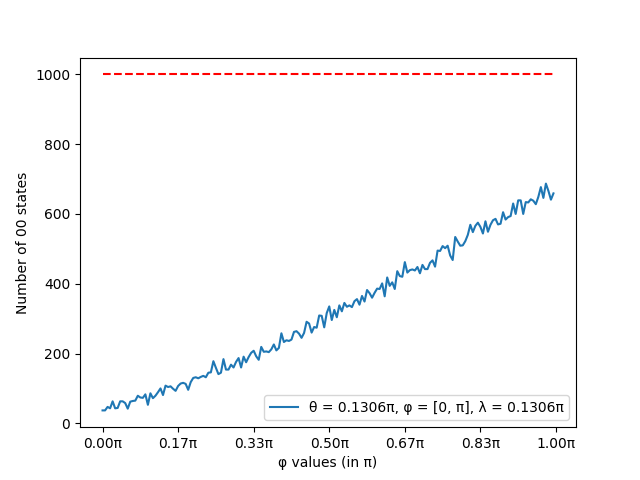 1000
800
600
400
200
0
Number of 00 states
θ = 0.1306π, φ = [0, π], λ = 0.1306π
0.00π 0.17π 0.33π 0.50π 0.67π 0.83π 1.00π
φ values (in π)